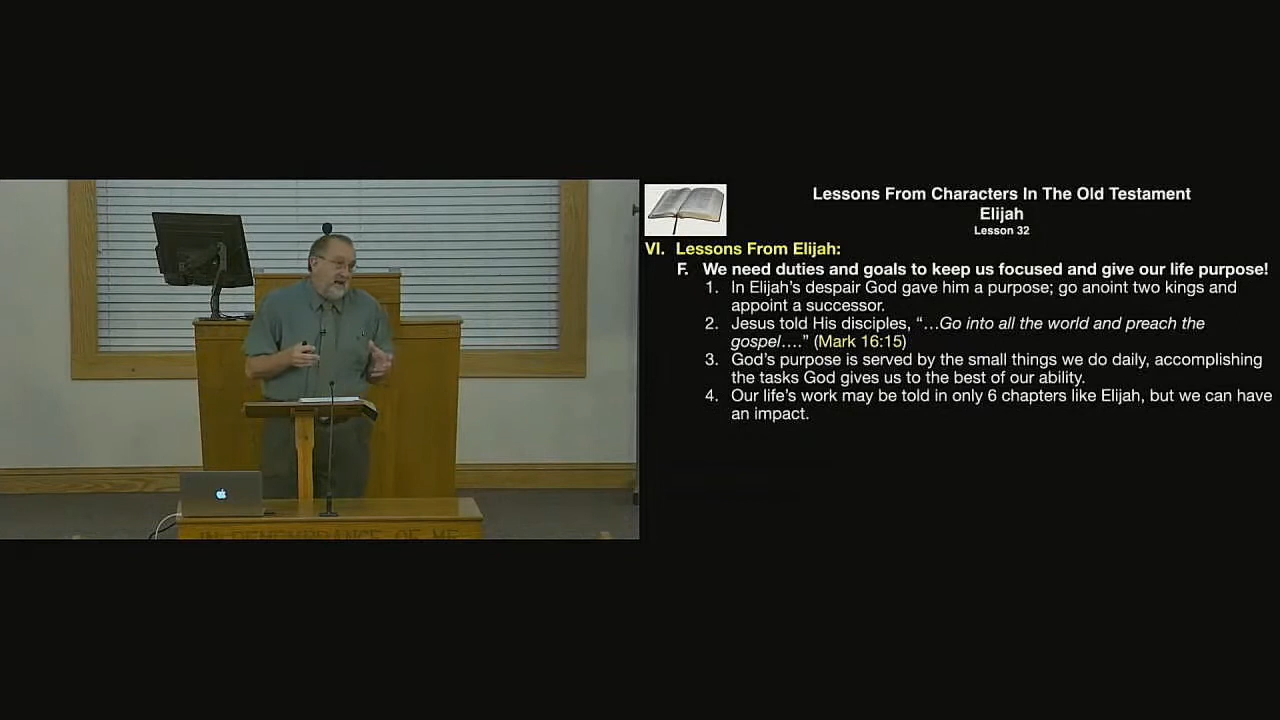 Lessons From Characters In The Old Testament
Elijah
Lesson 32
VI. Lessons From Elijah:
F. We need duties and goals to keep us focused and give our life purpose!
1. In Elijah’s despair God gave him a purpose; go anoint two kings and
appoint a successor.
2. Jesus told His disciples, “…Go into all the world and preach the
gospel….” (Mark 16:15)
3. God’s purpose is served by the small things we do daily, accomplishing
the tasks God gives us to the best of our ability.
4. Our life’s work may be told in only 6 chapters like Elijah, but we can have
an impact.
IN REMEMBRANCE OF ME